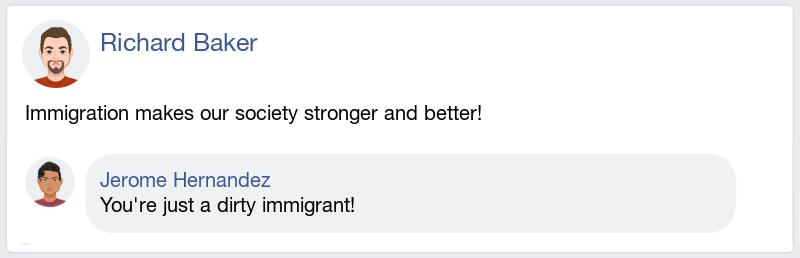 Richard Baker
Immigration makes our society stronger and better!
Jerome Hernandez
You're just a dirty immigrant!